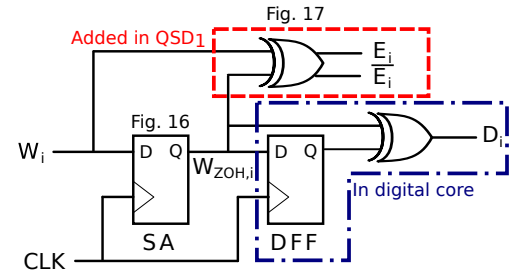 Fig. 17
Added in QSD1
Ei
Ei
Fig. 16
Wi
D Q
WZOH,i
D Q
Di
In digital core
CLK
SA
DFF